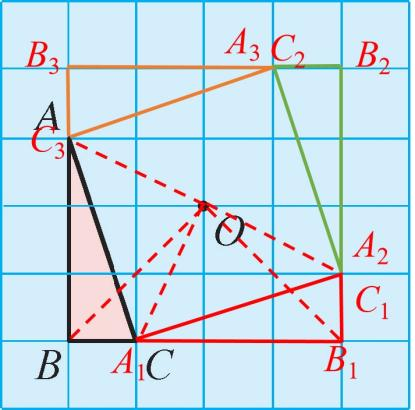 B₃ A₃ C₂ B₂
A
C₃
O
A₂
C₁
B A₁ C B₁